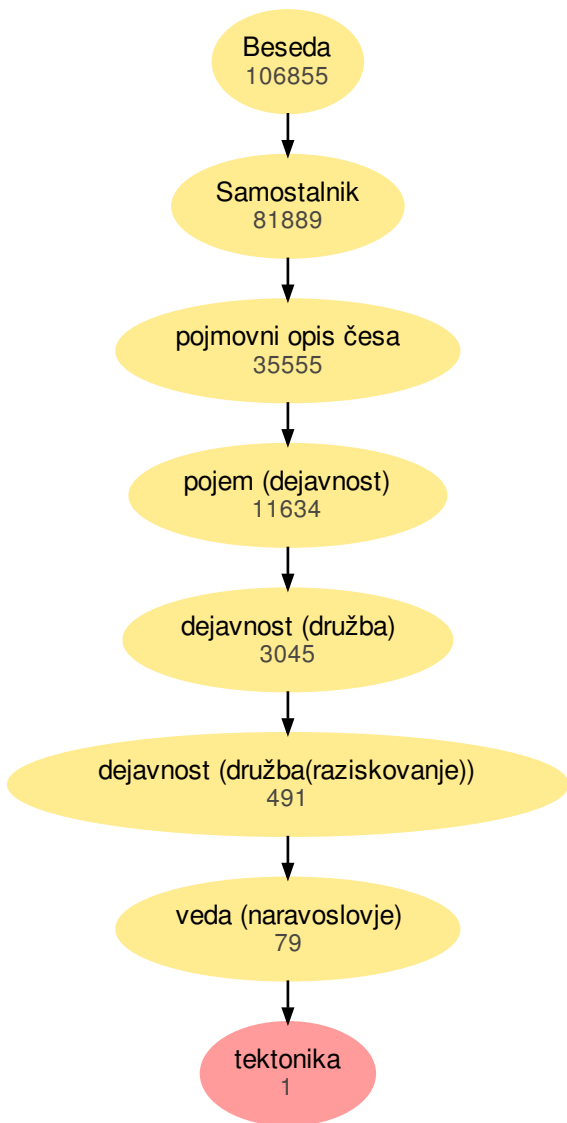 Beseda
106855
Samostalnik
81889
pojmovni opis česa
35555
pojem (dejavnost)
11634
dejavnost (družba)
3045
dejavnost (družba(raziskovanje))
491
veda (naravoslovje)
79
tektonika
1